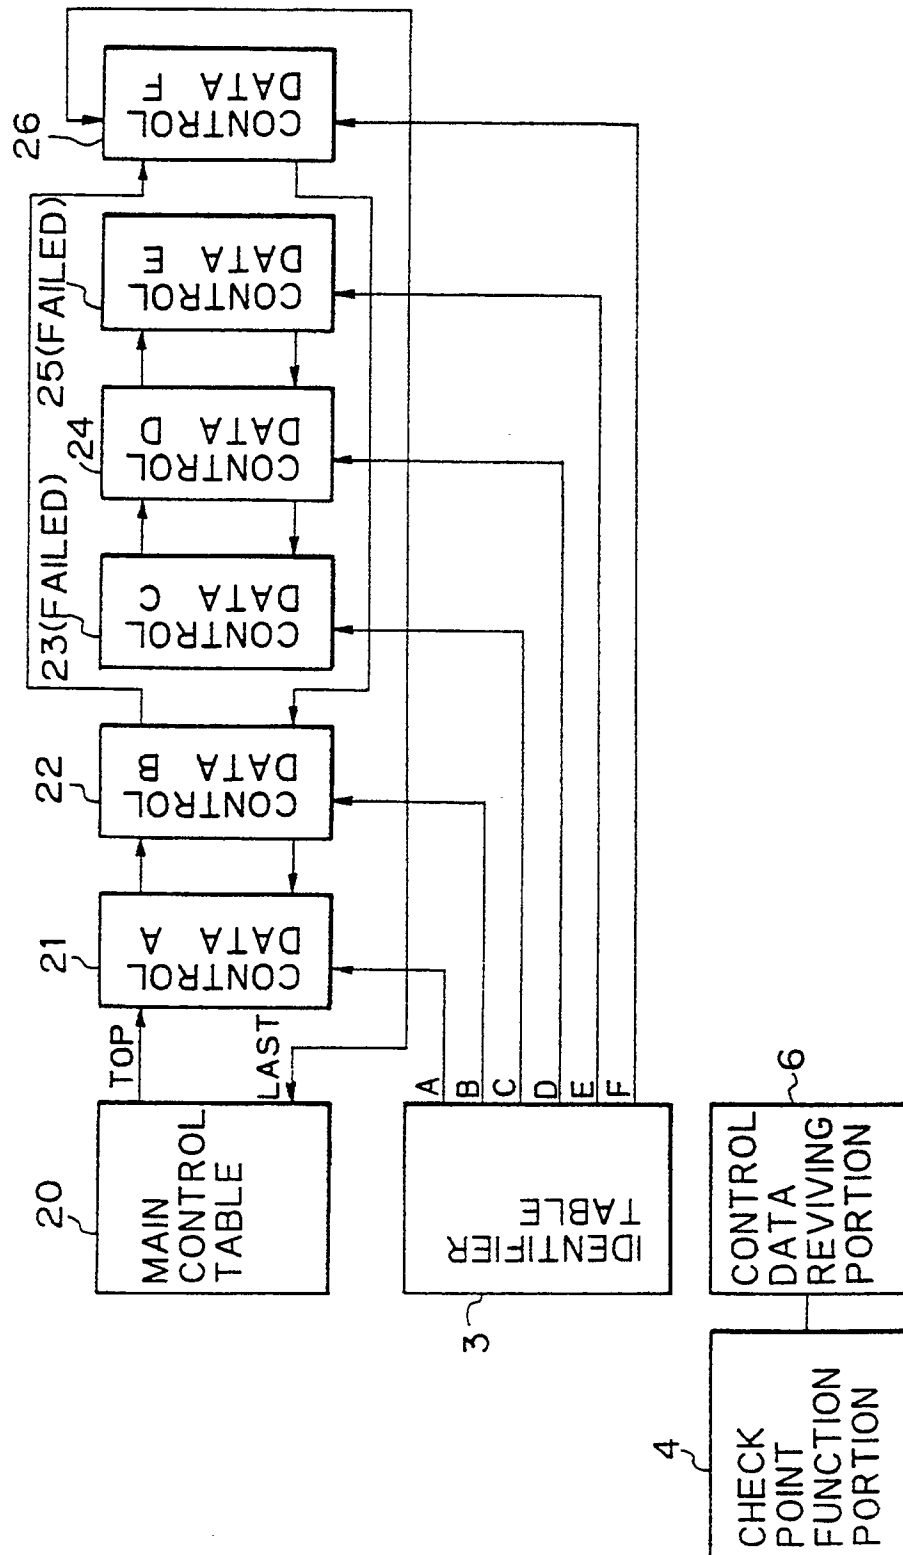 20
MAIN
CONTROL
TABLE
TOP
LAST
21
CONTROL
DATA A
22
CONTROL
DATA B
23(FAILED)
CONTROL
DATA C
24
CONTROL
DATA D
25(FAILED)
CONTROL
DATA E
26
CONTROL
DATA F
3
IDENTIFIER
TABLE
A
B
C
D
E
F
4
CHECK
POINT
FUNCTION
PORTION
6
CONTROL
DATA
REVIVING
PORTION